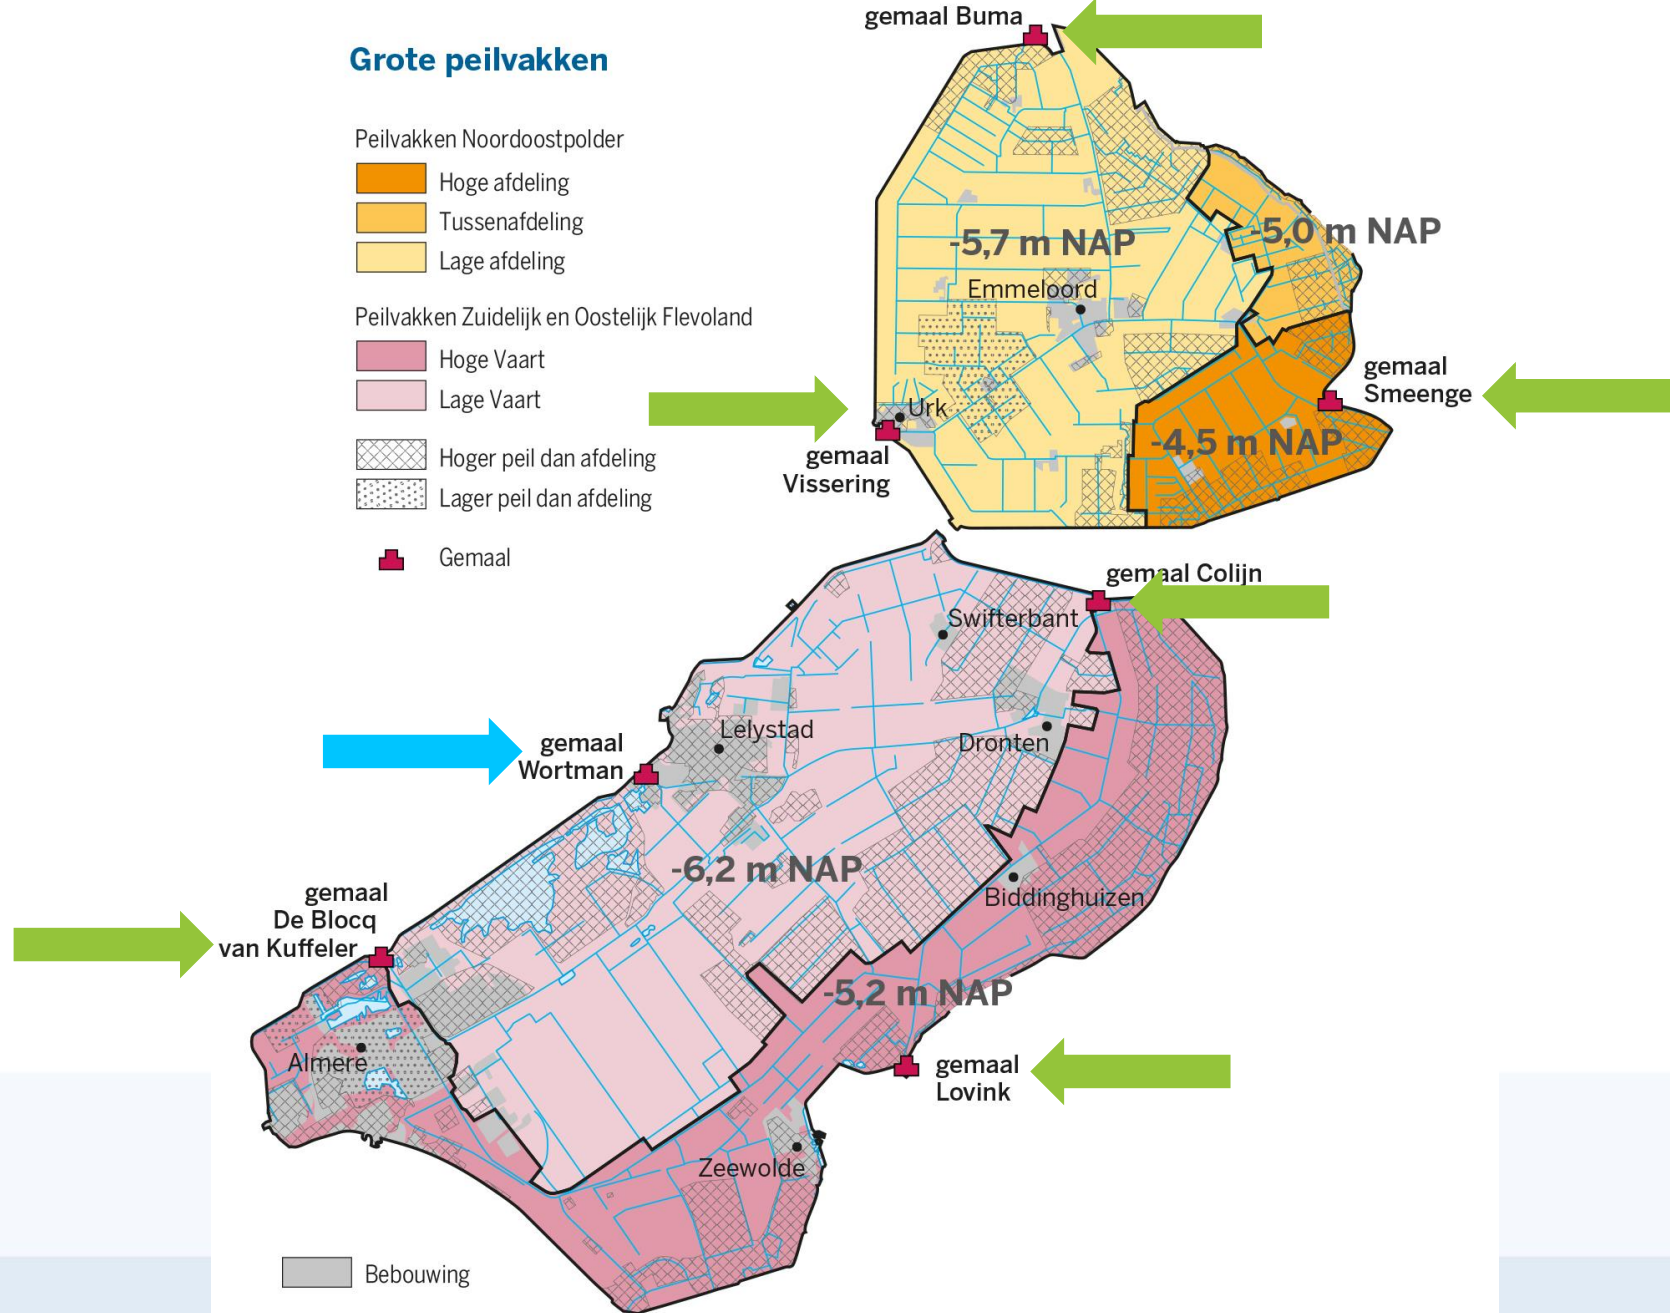 Grote peilvakken
Peilvakken Noordoostpolder
Hoge afdeling
Tussenafdeling
Lage afdeling
Peilvakken Zuidelijk en Oostelijk Flevoland
Hoge Vaart
Lage Vaart
Hoger peil dan afdeling
Lager peil dan afdeling
Gemaal
gemaal Buma
-5,7 m NAP
-5,0 m NAP
Emmeloord
gemaal
Smeenge
Urk
-4,5 m NAP
gemaal
Vissering
gemaal Colijn
Swifterbant
Lelystad
Dronten
gemaal
Wortman
-6,2 m NAP
Biddinghuizen
gemaal
De Blocq
van Kuffeler
-5,2 m NAP
Almere
gemaal
Lovink
Zeewolde
Bebouwing